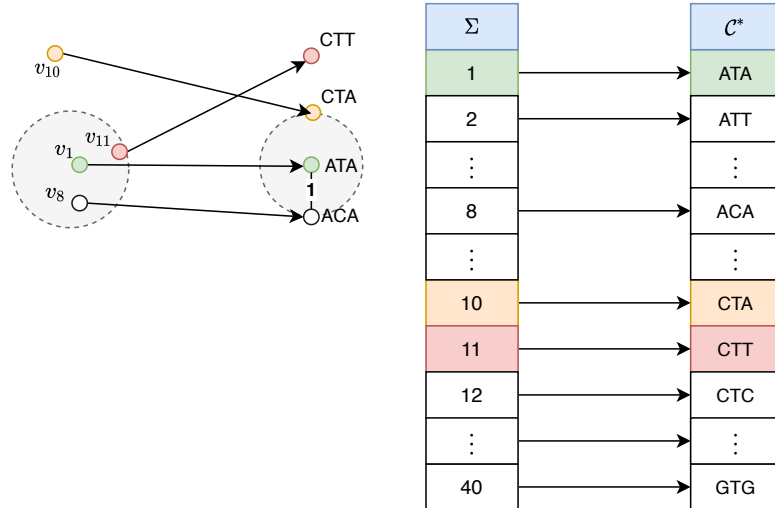 CTT
v₁₀
CTA
v₁₁
v₁
ATA
v₈
1
ACA
Σ 𝒞*
1 ATA
2 ATT
⋮ ⋮
8 ACA
⋮ ⋮
10 CTA
11 CTT
12 CTC
⋮ ⋮
40 GTG